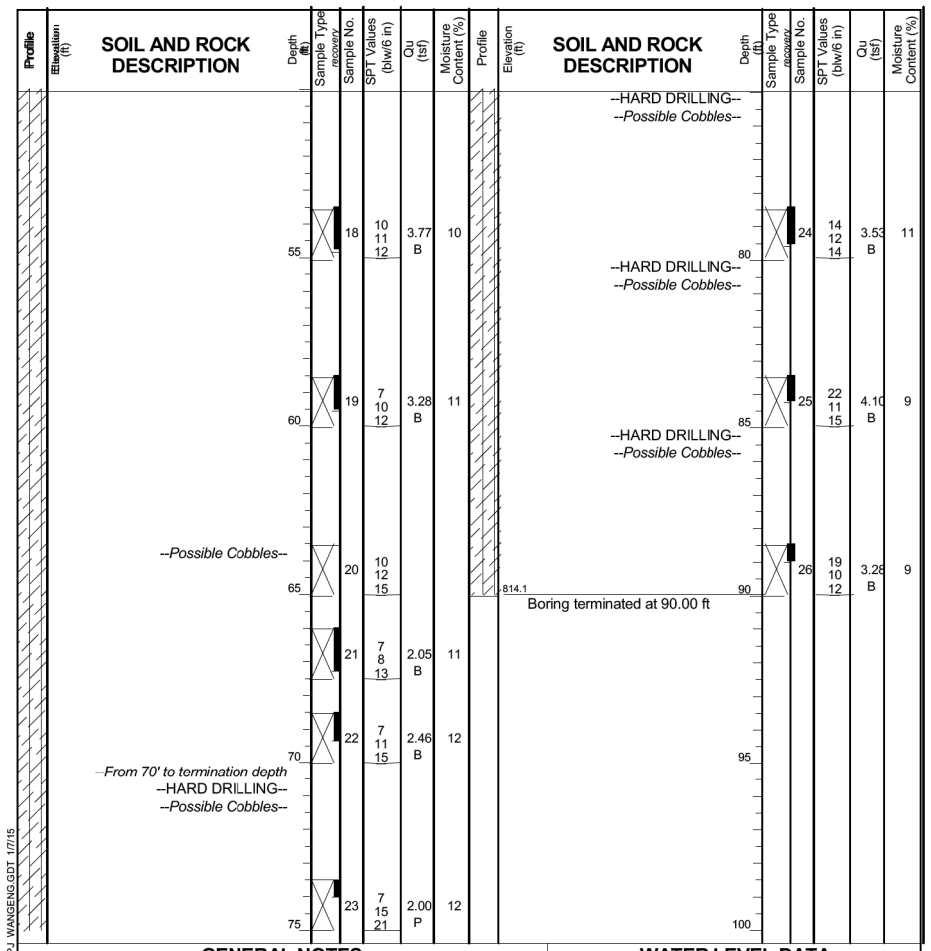 Profile
Elevation
(ft)
SOIL AND ROCK
DESCRIPTION
Depth
(ft)
Sample Type
recovery
Sample No.
SPT Values
(blw/6 in)
Qu
(tsf)
Moisture
Content (%)
Profile
Elevation
(ft)
SOIL AND ROCK
DESCRIPTION
Depth
(ft)
Sample Type
recovery
Sample No.
SPT Values
(blw/6 in)
Qu
(tsf)
Moisture
Content (%)
55
18
10
11
12
3.77
B
10
60
19
7
10
12
3.28
B
11
--Possible Cobbles--
65
20
10
12
15
21
7
8
13
2.05
B
11
70
22
7
11
15
2.46
B
12
--From 70' to termination depth
--HARD DRILLING--
--Possible Cobbles--
75
23
7
15
21
2.00
P
12
--HARD DRILLING--
--Possible Cobbles--
80
24
14
12
14
3.53
B
11
--HARD DRILLING--
--Possible Cobbles--
85
25
22
11
15
4.10
B
9
--HARD DRILLING--
--Possible Cobbles--
90
26
19
10
12
3.28
B
9
814.1
Boring terminated at 90.00 ft
95
100
PJ WANGENG.GDT 1/7/15
GENERAL NOTES
WATER LEVEL DATA